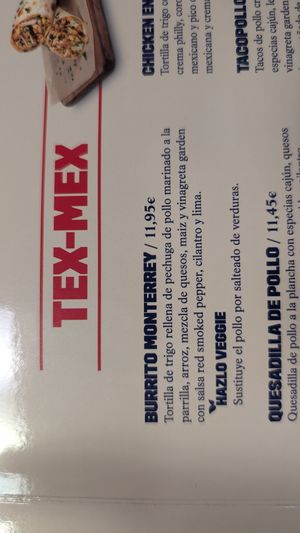 TEX-MEX
CHICKEN EN
Tortilla de trigo
crema philly,
mexicano y pico
mexicana y crema
BURRITO MONTERREY / 11,95€
Tortilla de trigo rellena de pechuga de pollo marinado a la
parrilla, arroz, mezcla de quesos, maiz y vinagreta garden
con salsa red smoked pepper, cilantro y lima.
HAZLO VEGGIE
Sustituye el pollo por salteado de verduras.
TACOPOLLO
Tacos de pollo
especias cajún,
vinagreta garden
QUESADILLA DE POLLO / 11,45€
Quesadilla de pollo a la plancha con especias cajún, quesos